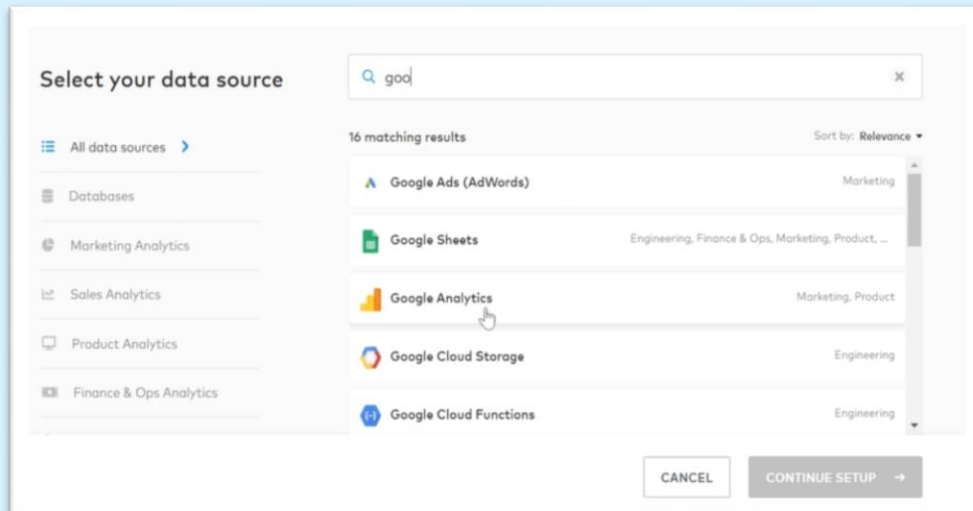 Select your data source
goo
All data sources
Databases
Marketing Analytics
Sales Analytics
Product Analytics
Finance & Ops Analytics
16 matching results
Sort by: Relevance
Google Ads (AdWords)
Marketing
Google Sheets
Engineering, Finance & Ops, Marketing, Product, ...
Google Analytics
Marketing, Product
Google Cloud Storage
Engineering
Google Cloud Functions
Engineering
CANCEL
CONTINUE SETUP →